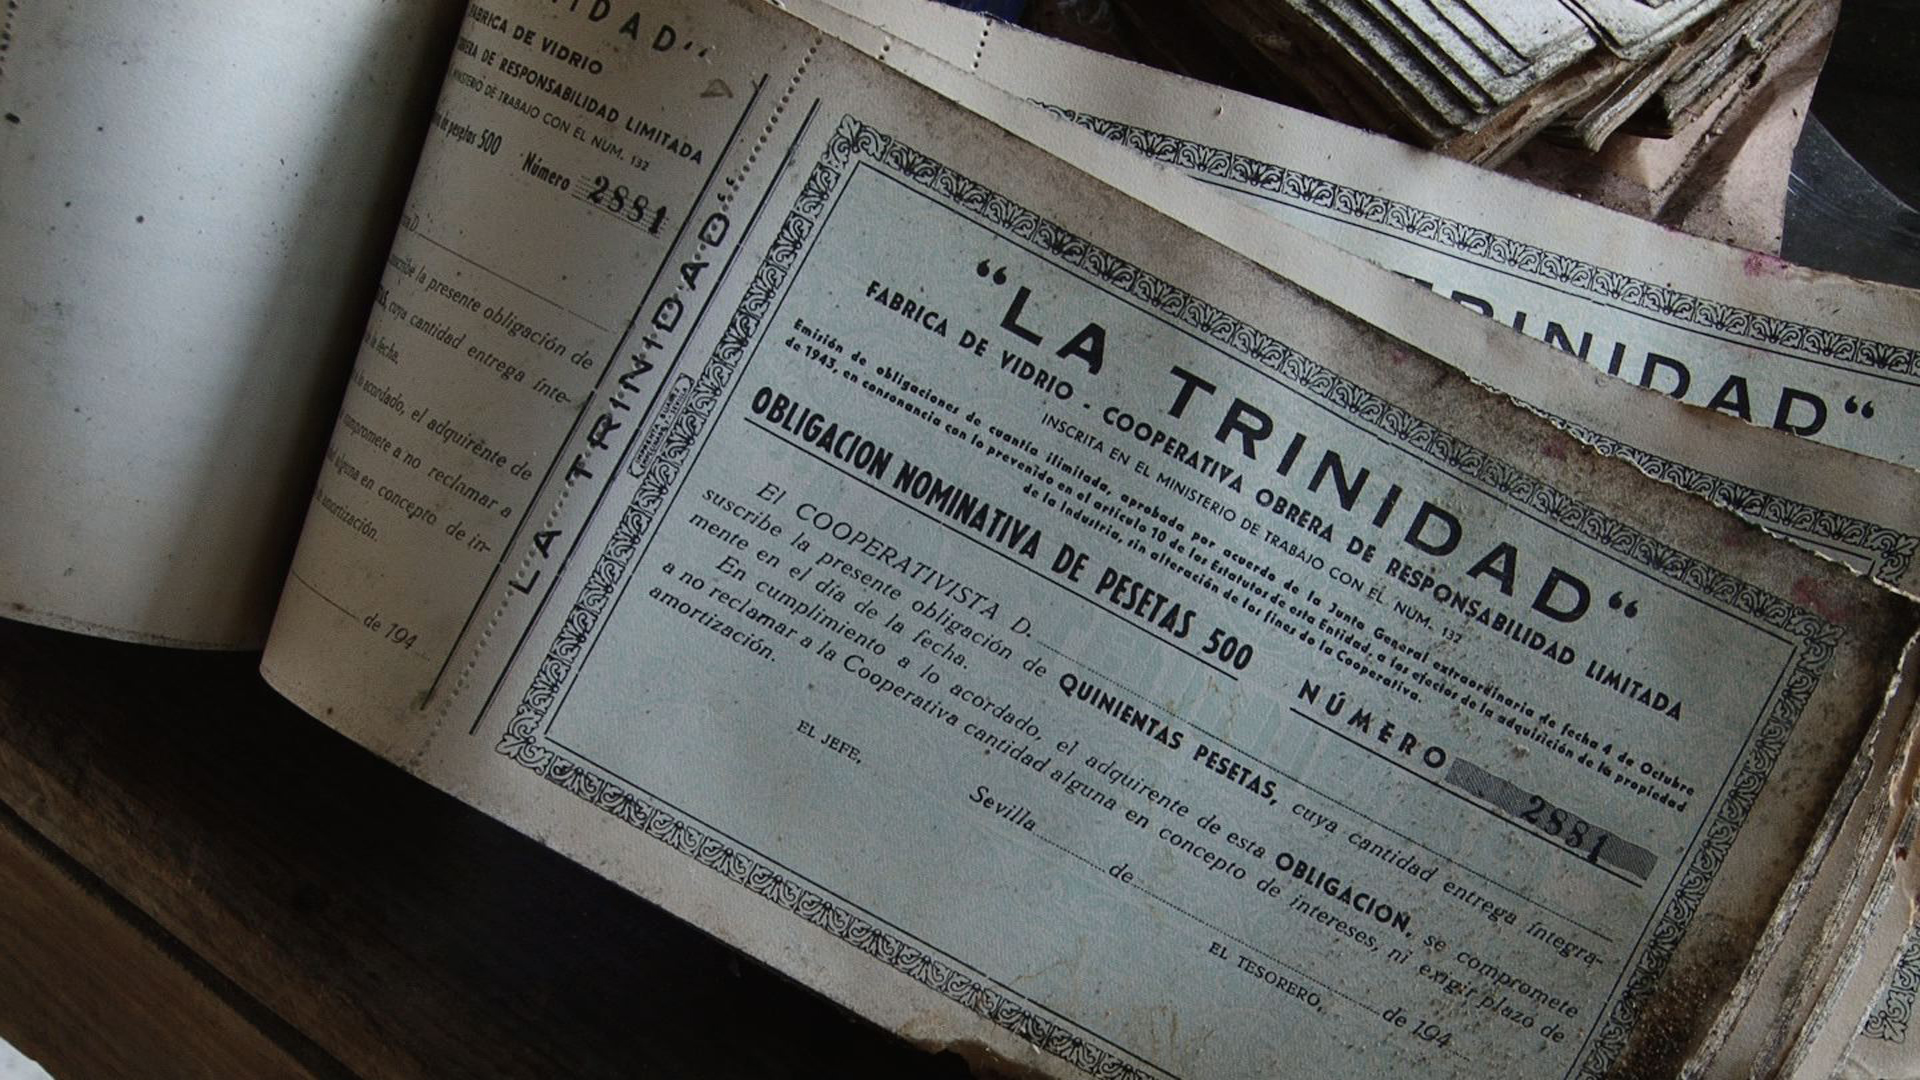 IDAD"
FABRICA DE VIDRIO
OBRERA DE RESPONSABILIDAD LIMITADA
MINISTERIO DE TRABAJO CON EL NUM. 132
de pesetas 500 Número 2881
D.
suscribe la presente obligación de
cuya cantidad entrega ínte-
la fecha.
lo acordado, el adquirente de
compromete a no reclamar a
alguna en concepto de in-
amortización.
de 194
LA TRINIDAD"
"LA TRINIDAD"
FABRICA DE VIDRIO - COOPERATIVA OBRERA DE RESPONSABILIDAD LIMITADA
INSCRITA EN EL MINISTERIO DE TRABAJO CON EL NUM. 132
Emisión de obligaciones de cuantía ilimitada, aprobada por acuerdo de la Junta General extraordinaria de fecha 4 de Octubre
de 1943, en consonancia con lo prevenido en el artículo 10 de los Estatutos de esta Entidad, a los efectos de la adquisición de la propiedad
de la Industria, sin alteración de los fines de la Cooperativa.
OBLIGACION NOMINATIVA DE PESETAS 500 NÚMERO 2881
El COOPERATIVISTA D.
suscribe la presente obligación de QUINIENTAS PESETAS, cuya cantidad entrega íntegra-
mente en el día de la fecha.
En cumplimiento a lo acordado, el adquirente de esta OBLIGACION, se compromete
a no reclamar a la Cooperativa cantidad alguna en concepto de intereses, ni exigir plazo de
amortización.
Sevilla de de 194
EL JEFE, EL TESORERO,
TRINIDAD"